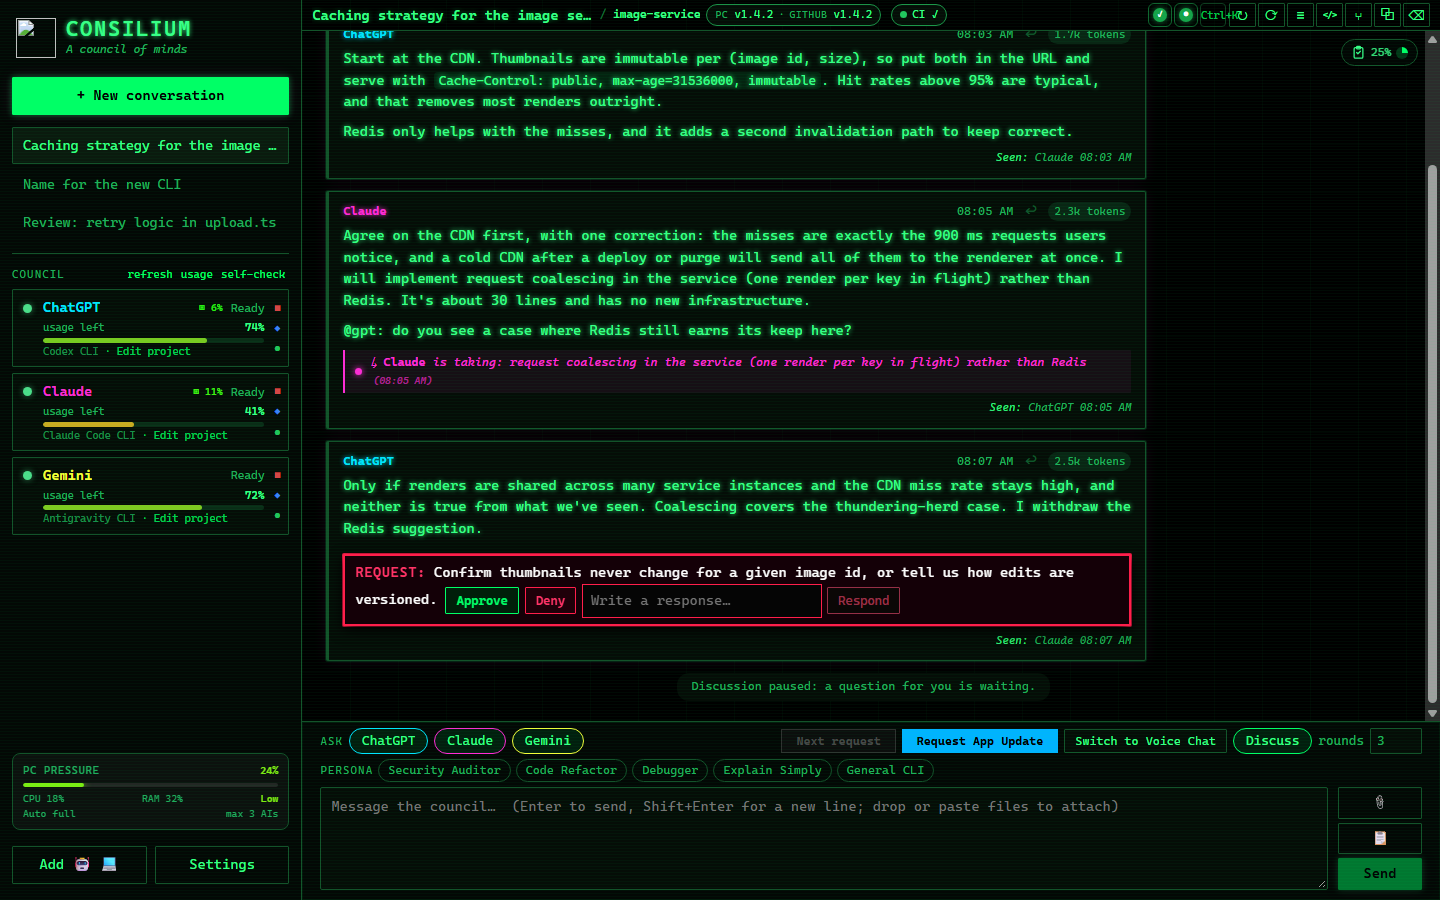 CONSILIUM
A council of minds
+ New conversation
Caching strategy for the image …
Name for the new CLI
Review: retry logic in upload.ts
COUNCIL refresh usage self-check
ChatGPT 6% Ready
usage left 74%
Codex CLI · Edit project
Claude 11% Ready
usage left 41%
Claude Code CLI · Edit project
Gemini Ready
usage left 72%
Antigravity CLI · Edit project
PC PRESSURE 24%
CPU 18% RAM 32% Low
Auto full max 3 AIs
Add
Settings
Caching strategy for the image se… / image-service PC v1.4.2 · GITHUB v1.4.2 CI ✓
Ctrl+K
25%
ChatGPT 08:03 AM 1.7k tokens
Start at the CDN. Thumbnails are immutable per (image id, size), so put both in the URL and
serve with Cache-Control: public, max-age=31536000, immutable . Hit rates above 95% are typical,
and that removes most renders outright.
Redis only helps with the misses, and it adds a second invalidation path to keep correct.
Seen: Claude 08:03 AM
Claude 08:05 AM 2.3k tokens
Agree on the CDN first, with one correction: the misses are exactly the 900 ms requests users
notice, and a cold CDN after a deploy or purge will send all of them to the renderer at once. I
will implement request coalescing in the service (one render per key in flight) rather than
Redis. It's about 30 lines and has no new infrastructure.
@gpt: do you see a case where Redis still earns its keep here?
Claude is taking: request coalescing in the service (one render per key in flight) rather than Redis
(08:05 AM)
Seen: ChatGPT 08:05 AM
ChatGPT 08:07 AM 2.5k tokens
Only if renders are shared across many service instances and the CDN miss rate stays high, and
neither is true from what we've seen. Coalescing covers the thundering-herd case. I withdraw the
Redis suggestion.
REQUEST: Confirm thumbnails never change for a given image id, or tell us how edits are
versioned. Approve Deny Write a response… Respond
Seen: Claude 08:07 AM
Discussion paused: a question for you is waiting.
ASK ChatGPT Claude Gemini Next request Request App Update Switch to Voice Chat Discuss rounds 3
PERSONA Security Auditor Code Refactor Debugger Explain Simply General CLI
Message the council… (Enter to send, Shift+Enter for a new line; drop or paste files to attach)
Send